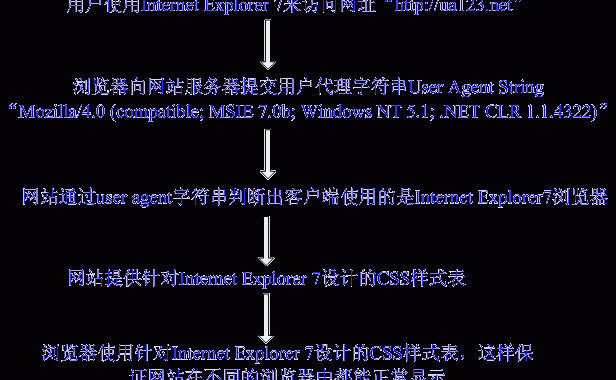 用户使用Internet Explorer 7来访问网址“http://ua123.net”
浏览器向网站服务器提交用户代理字符串User Agent String
“Mozilla/4.0 (compatible; MSIE 7.0b; Windows NT 5.1; .NET CLR 1.1.4322)”
网站通过user agent字符串判断出客户端使用的是Internet Explorer7浏览器
网站提供针对Internet Explorer 7设计的CSS样式表
浏览器使用针对Internet Explorer 7设计的CSS样式表，这样保
证网站在不同的浏览器中都能正常显示